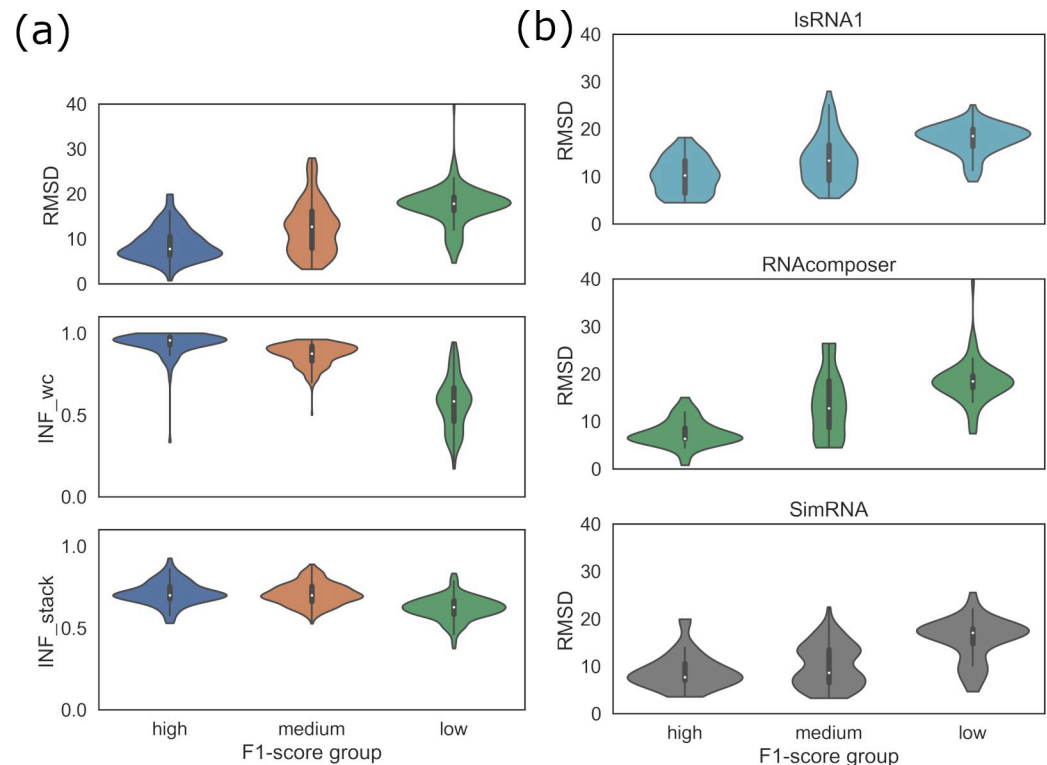 (a)
40
30
20
10
0
RMSD
1.0
0.5
0.0
INF_wc
1.0
0.5
0.0
INF_stack
high medium low
F1-score group
(b)
IsRNA1
40
30
20
10
0
RMSD
RNAcomposer
40
30
20
10
0
RMSD
SimRNA
40
30
20
10
0
RMSD
high medium low
F1-score group